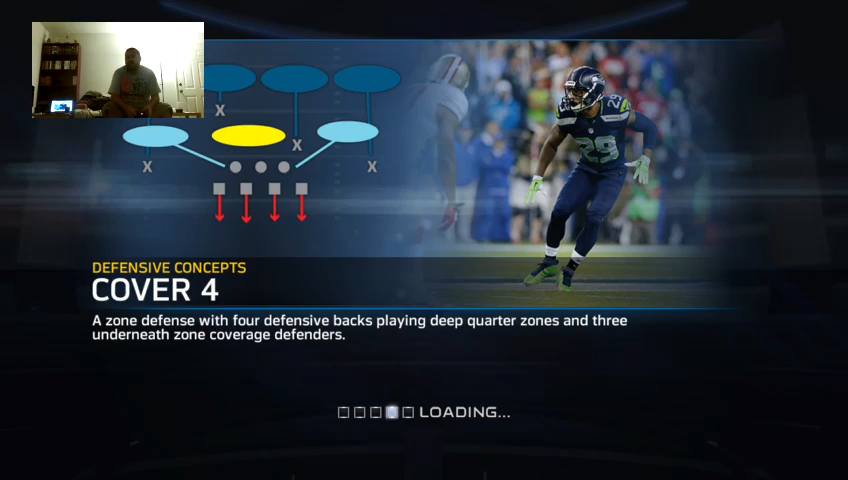 X
X
X
X
29
DEFENSIVE CONCEPTS
COVER 4
A zone defense with four defensive backs playing deep quarter zones and three
underneath zone coverage defenders.
LOADING...